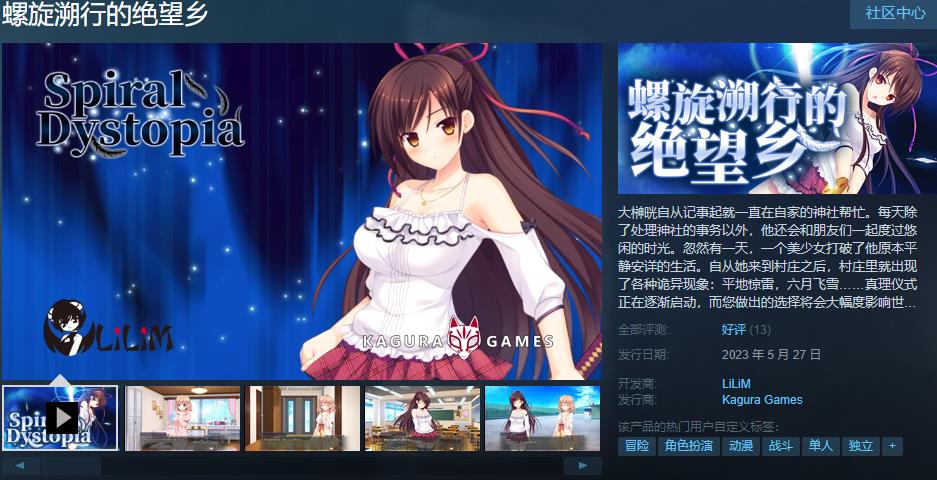 螺旋溯行的绝望乡
社区中心
Spiral
Dystopia
LiLiM
KAGURA GAMES
螺旋溯行的
绝望乡
大榊晄自从记事起就一直在自家的神社帮忙。每天除
了处理神社的事务以外，他还会和朋友们一起度过悠
闲的时光。忽然有一天，一个美少女打破了他原本平
静安详的生活。自从她来到村庄之后，村庄里就出现
了各种诡异现象：平地惊雷，六月飞雪……真理仪式
正在逐渐启动，而您做出的选择将会大幅度影响世...
全部评测: 好评 (13)
发行日期: 2023 年 5 月 27 日
开发商: LiLiM
发行商: Kagura Games
该产品的热门用户自定义标签:
冒险 角色扮演 动漫 战斗 单人 独立 +
Spiral
Dystopia